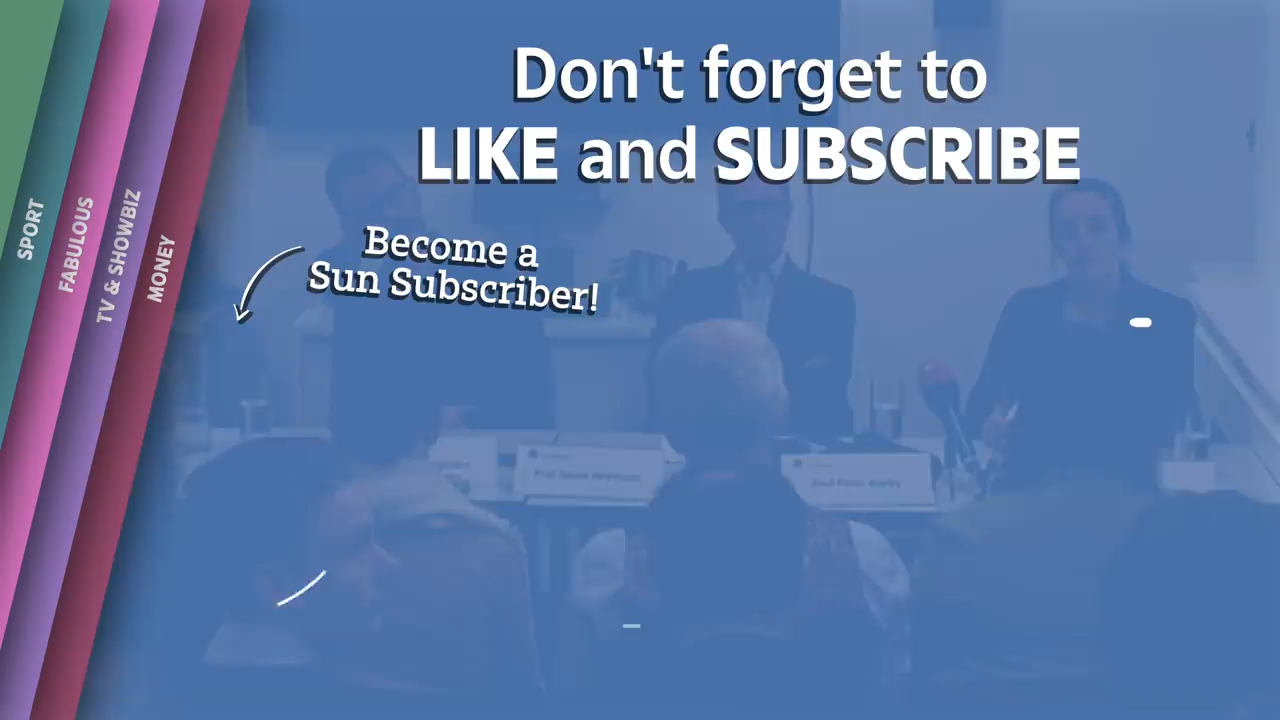 Don't forget to
LIKE and SUBSCRIBE
Become a
Sun Subscriber!
SPORT
FABULOUS
TV & SHOWBIZ
MONEY